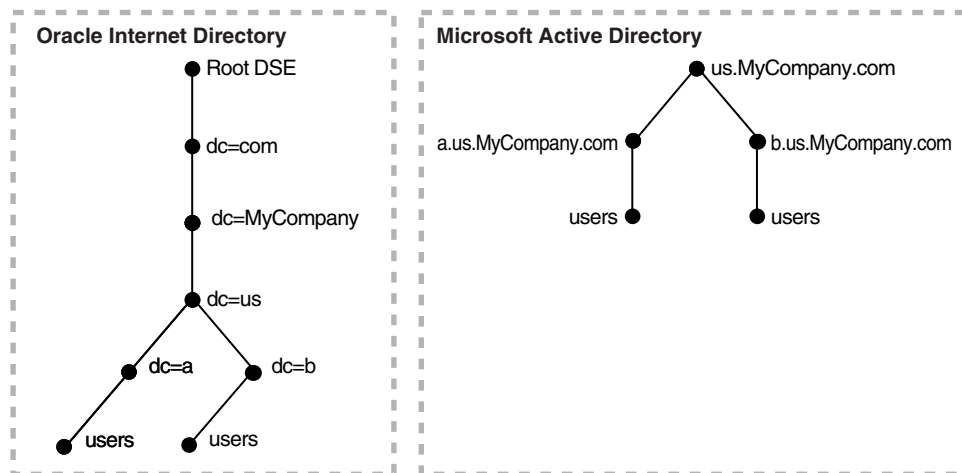 Oracle Internet Directory
Root DSE
dc=com
dc=MyCompany
dc=us
dc=a
dc=b
users
users
Microsoft Active Directory
us.MyCompany.com
a.us.MyCompany.com
b.us.MyCompany.com
users
users